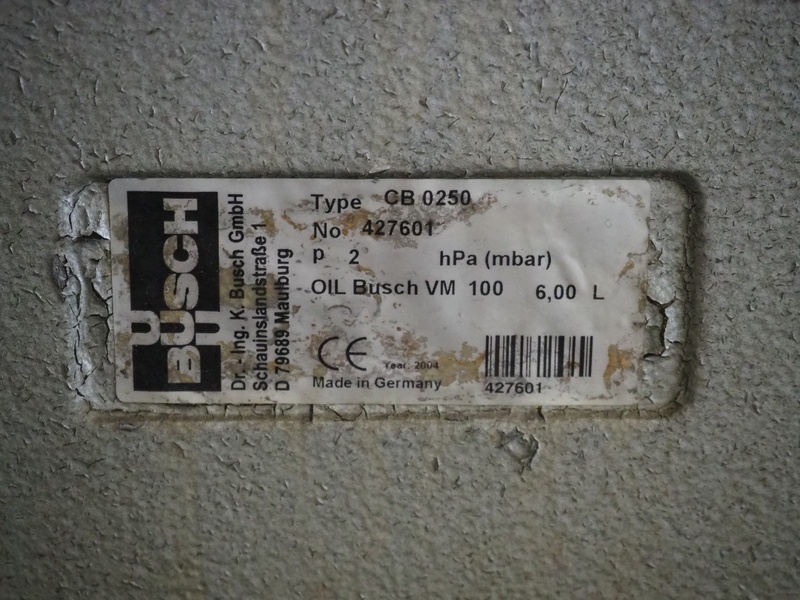 BUSCH
Dr. - Ing. K. Busch GmbH
Schauinslandstraße 1
D 79689 Maulburg
Type CB 0250
No 427601
p 2 hPa (mbar)
OIL Busch VM 100 6,00 L
CE Year: 2004
Made in Germany
427601